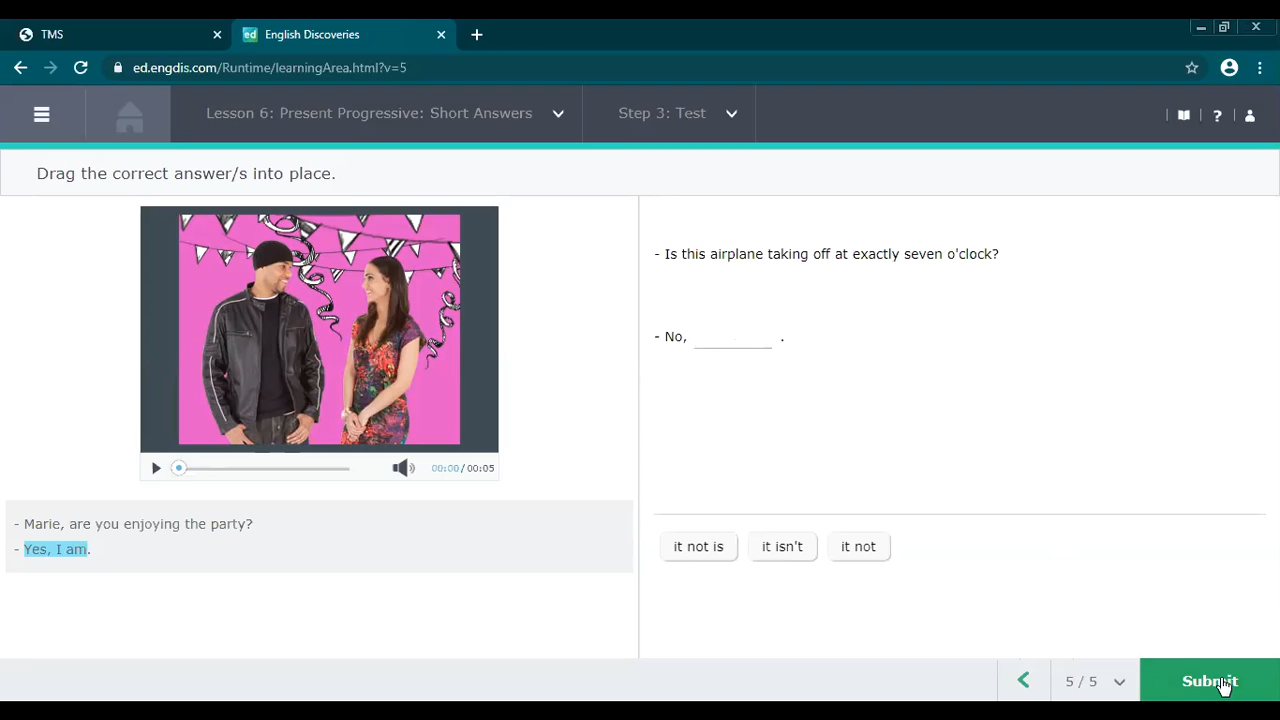 TMS
ed English Discoveries
ed.engdis.com/Runtime/learningArea.html?v=5
Lesson 6: Present Progressive: Short Answers
Step 3: Test
?
Drag the correct answer/s into place.
00:00/00:05
- Marie, are you enjoying the party?
- Yes, I am.
- Is this airplane taking off at exactly seven o'clock?
- No, _________ .
it not is
it isn't
it not
5 / 5
Submit